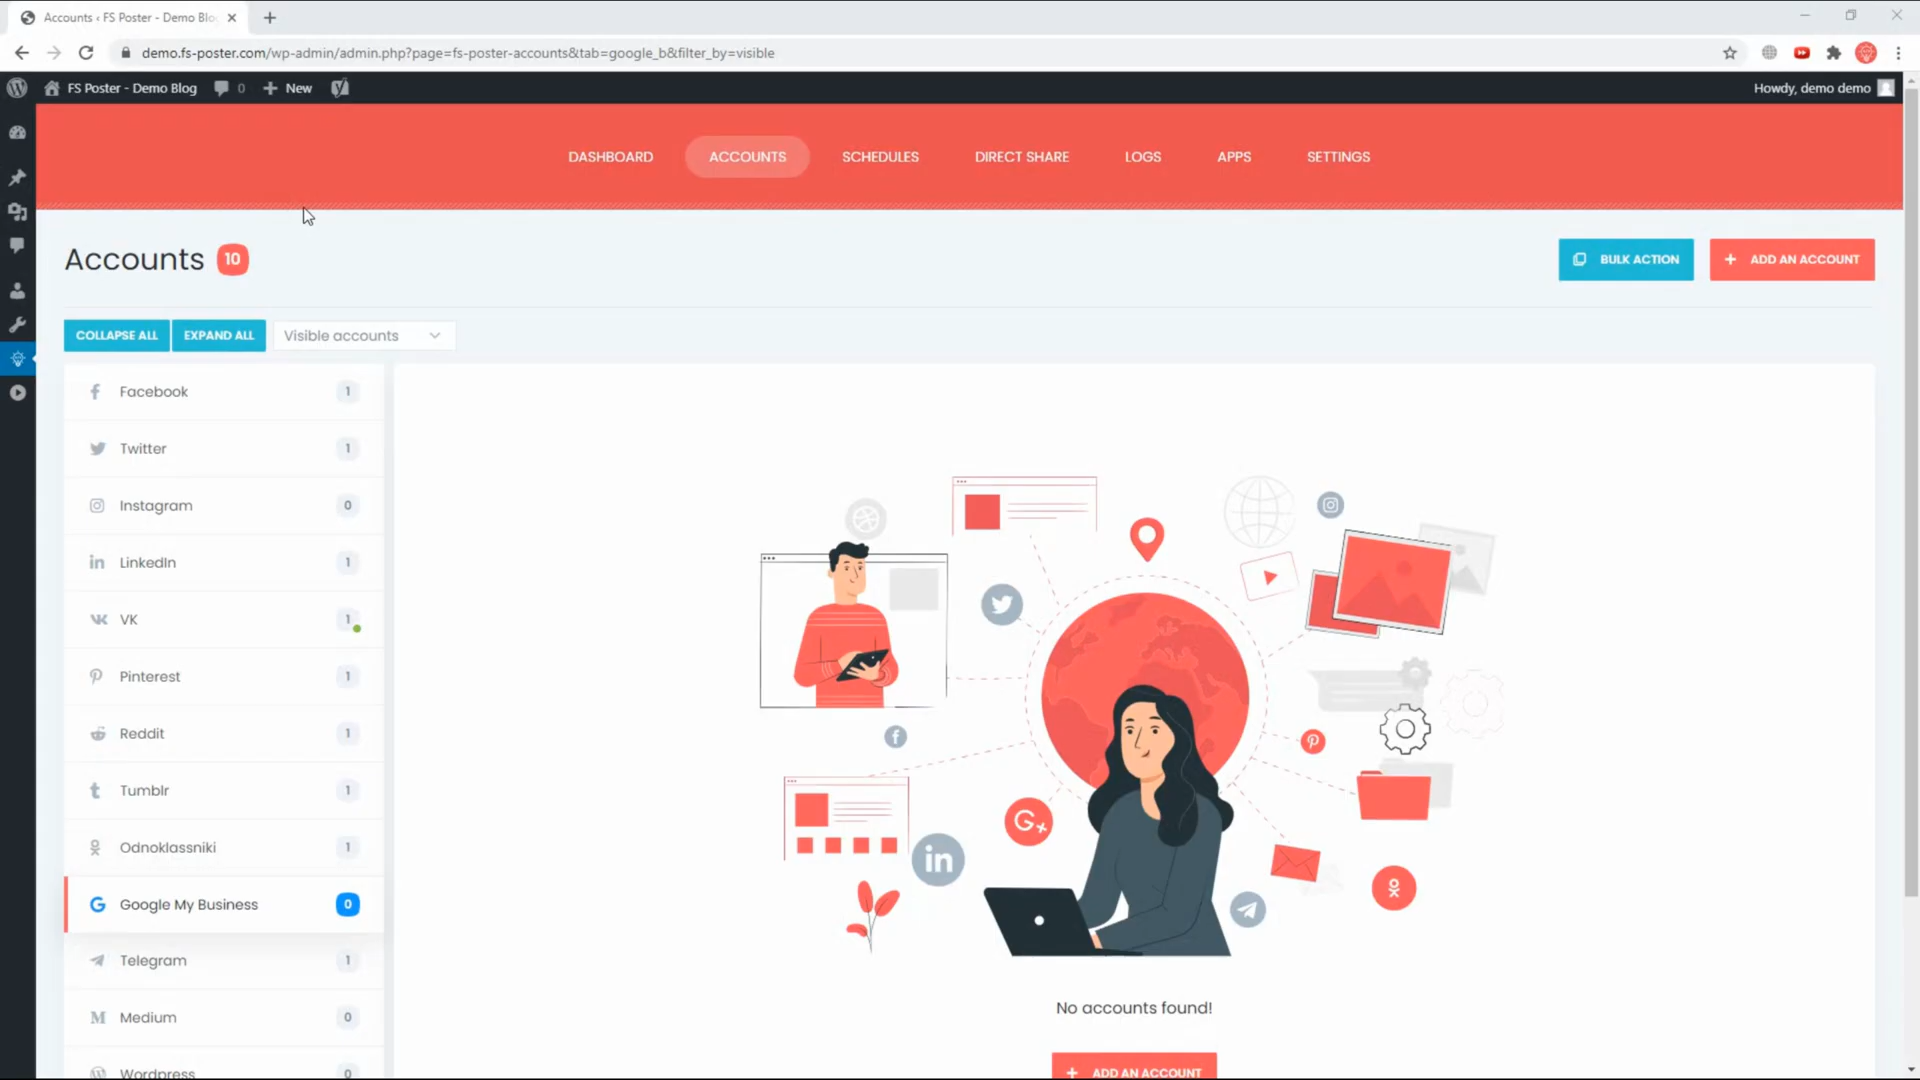 Accounts ‹ FS Poster - Demo Blo
demo.fs-poster.com/wp-admin/admin.php?page=fs-poster-accounts&tab=google_b&filter_by=visible
FS Poster - Demo Blog
0
New
Howdy, demo demo
DASHBOARD
ACCOUNTS
SCHEDULES
DIRECT SHARE
LOGS
APPS
SETTINGS
Accounts 10
BULK ACTION
+ ADD AN ACCOUNT
COLLAPSE ALL
EXPAND ALL
Visible accounts
Facebook 1
Twitter 1
Instagram 0
LinkedIn 1
VK 1
Pinterest 1
Reddit 1
Tumblr 1
Odnoklassniki 1
Google My Business 0
Telegram 1
Medium 0
Wordpress 0
No accounts found!
+ ADD AN ACCOUNT